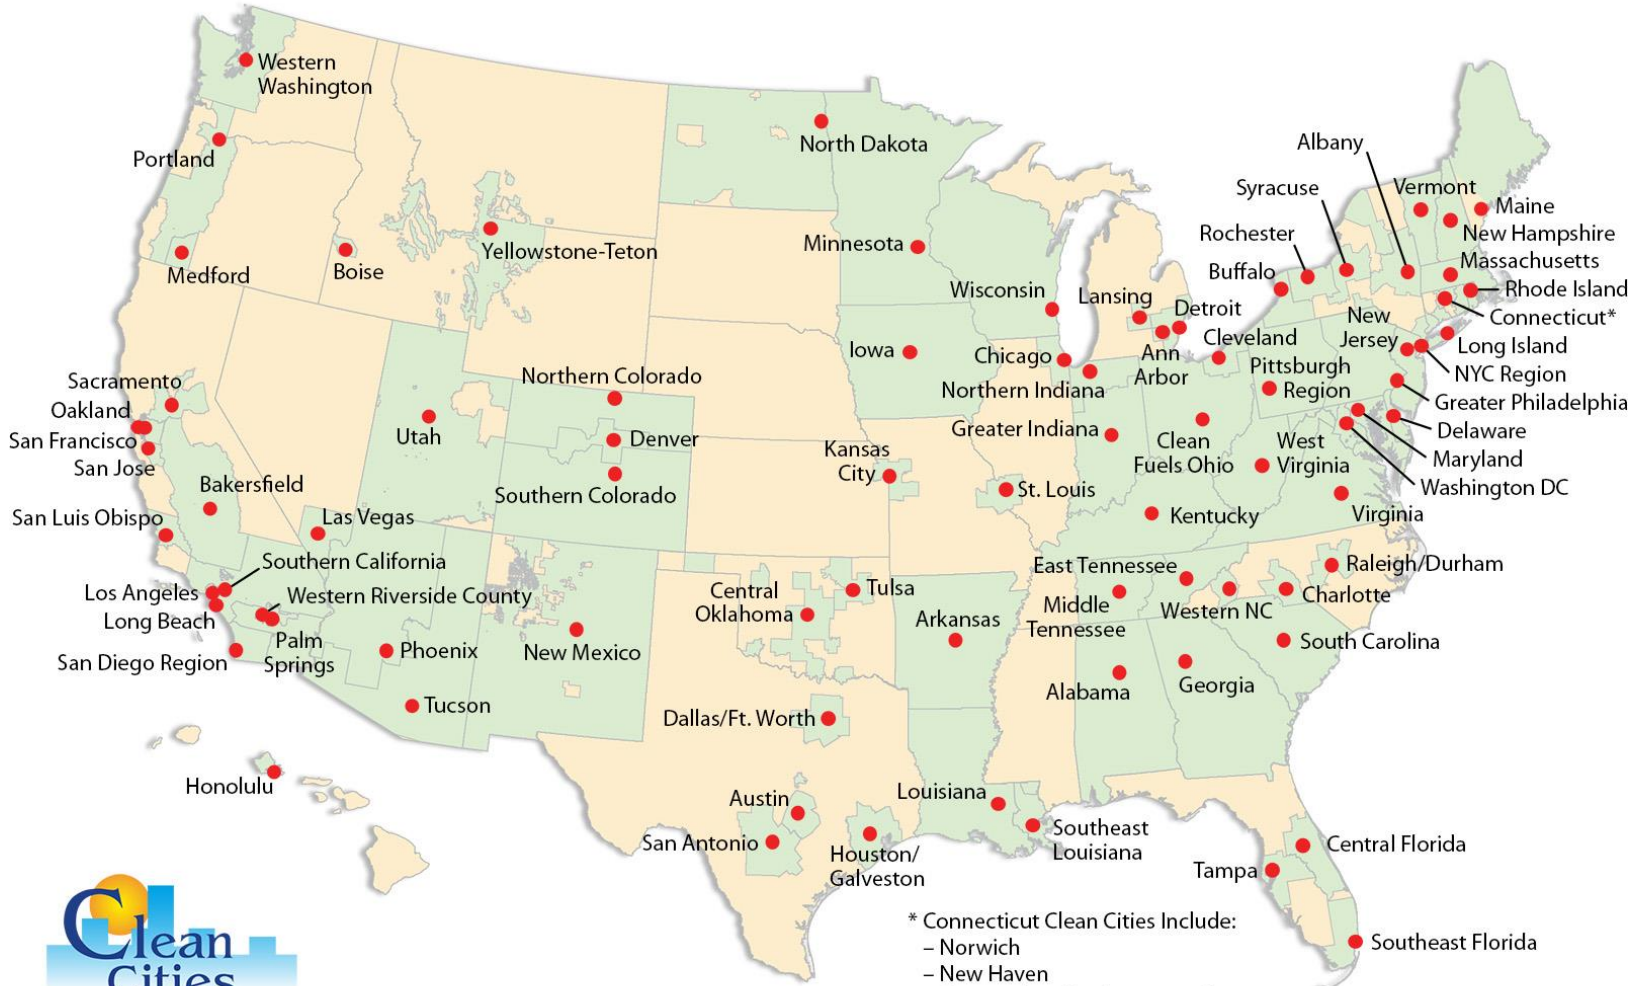 Western
Washington
Portland
Medford
Boise
Yellowstone-Teton
North Dakota
Minnesota
Wisconsin
Iowa
Chicago
Northern Indiana
Greater Indiana
Lansing
Detroit
Ann
Arbor
Cleveland
Clean
Fuels Ohio
Pittsburgh
Region
West
Virginia
Buffalo
Rochester
Syracuse
Albany
Vermont
Maine
New Hampshire
Massachusetts
Rhode Island
Connecticut*
New
Jersey
Long Island
NYC Region
Greater Philadelphia
Delaware
Maryland
Washington DC
Virginia
Sacramento
Oakland
San Francisco
San Jose
Bakersfield
San Luis Obispo
Las Vegas
Southern California
Los Angeles
Western Riverside County
Long Beach
Palm
Springs
San Diego Region
Utah
Northern Colorado
Denver
Southern Colorado
Phoenix
Tucson
New Mexico
Kansas
City
St. Louis
Kentucky
Central
Oklahoma
Tulsa
Arkansas
East Tennessee
Middle
Tennessee
Western NC
Raleigh/Durham
Charlotte
South Carolina
Alabama
Georgia
Dallas/Ft. Worth
Austin
San Antonio
Houston/
Galveston
Louisiana
Southeast
Louisiana
Central Florida
Tampa
Southeast Florida
Honolulu
* Connecticut Clean Cities Include:
– Norwich
– New Haven
Clean
Cities